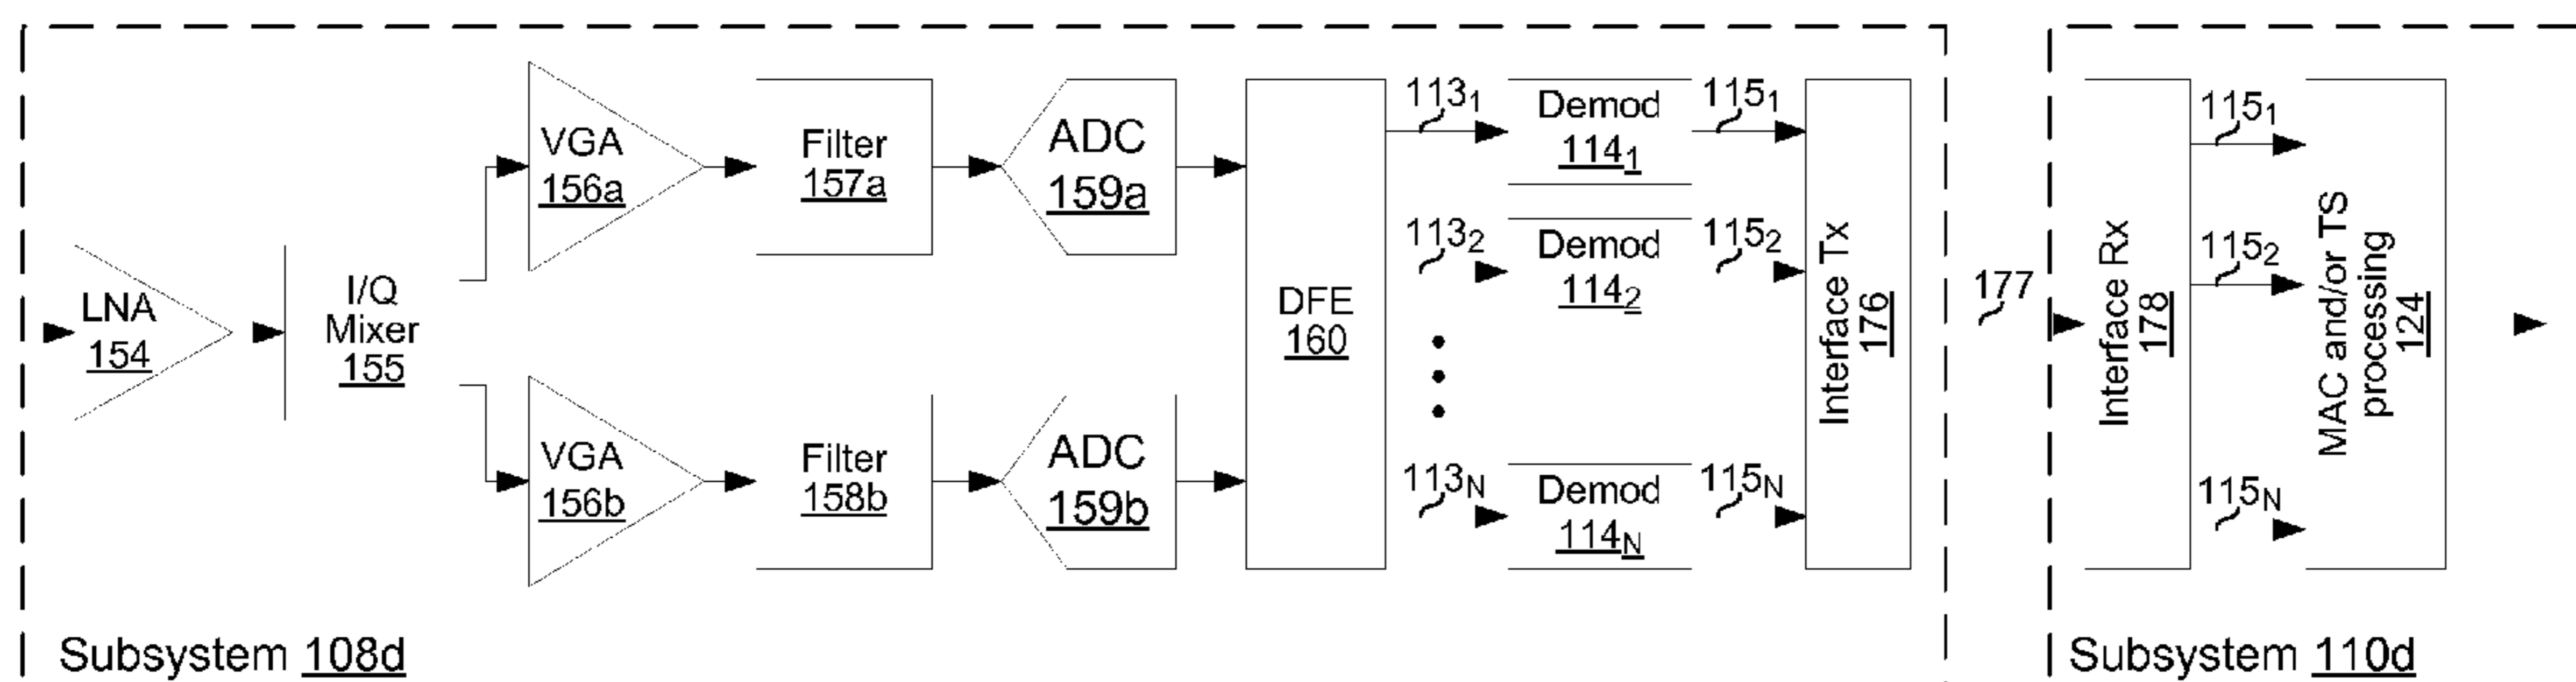 LNA
154
I/Q
Mixer
155
VGA
156a
Filter
157a
ADC
159a
VGA
156b
Filter
158b
ADC
159b
DFE
160
113₁
Demod
114₁
115₁
113₂
Demod
114₂
115₂
113N
Demod
114N
115N
Interface Tx
176
177
Interface Rx
178
115₁
115₂
115N
MAC and/or TS
processing
124
Subsystem 108d
Subsystem 110d